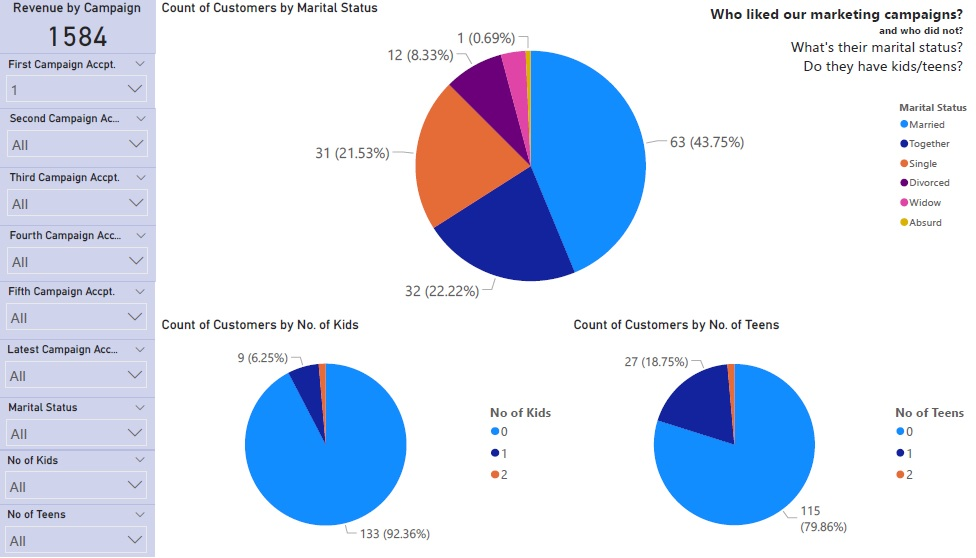 Revenue by Campaign
1584
First Campaign Accpt.
1
Second Campaign Ac...
All
Third Campaign Accpt.
All
Fourth Campaign Acc...
All
Fifth Campaign Accpt.
All
Latest Campaign Acc...
All
Marital Status
All
No of Kids
All
No of Teens
All
Count of Customers by Marital Status
1 (0.69%)
12 (8.33%)
31 (21.53%)
63 (43.75%)
32 (22.22%)
Who liked our marketing campaigns?
and who did not?
What's their marital status?
Do they have kids/teens?
Marital Status
Married
Together
Single
Divorced
Widow
Absurd
Count of Customers by No. of Kids
9 (6.25%)
133 (92.36%)
No of Kids
0
1
2
Count of Customers by No. of Teens
27 (18.75%)
115
(79.86%)
No of Teens
0
1
2